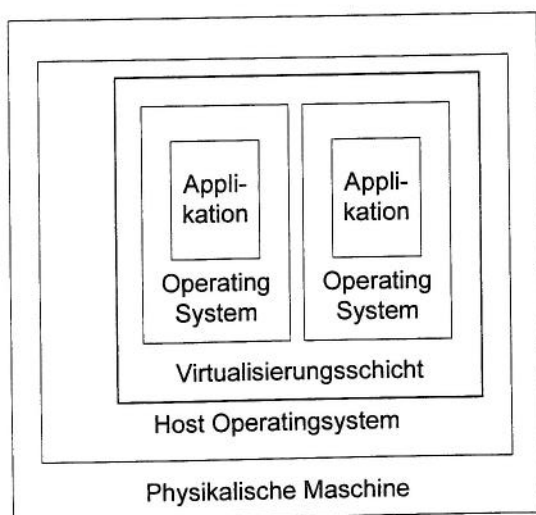 Appli-
kation
Appli-
kation
Operating
System
Operating
System
Virtualisierungsschicht
Host Operatingsystem
Physikalische Maschine